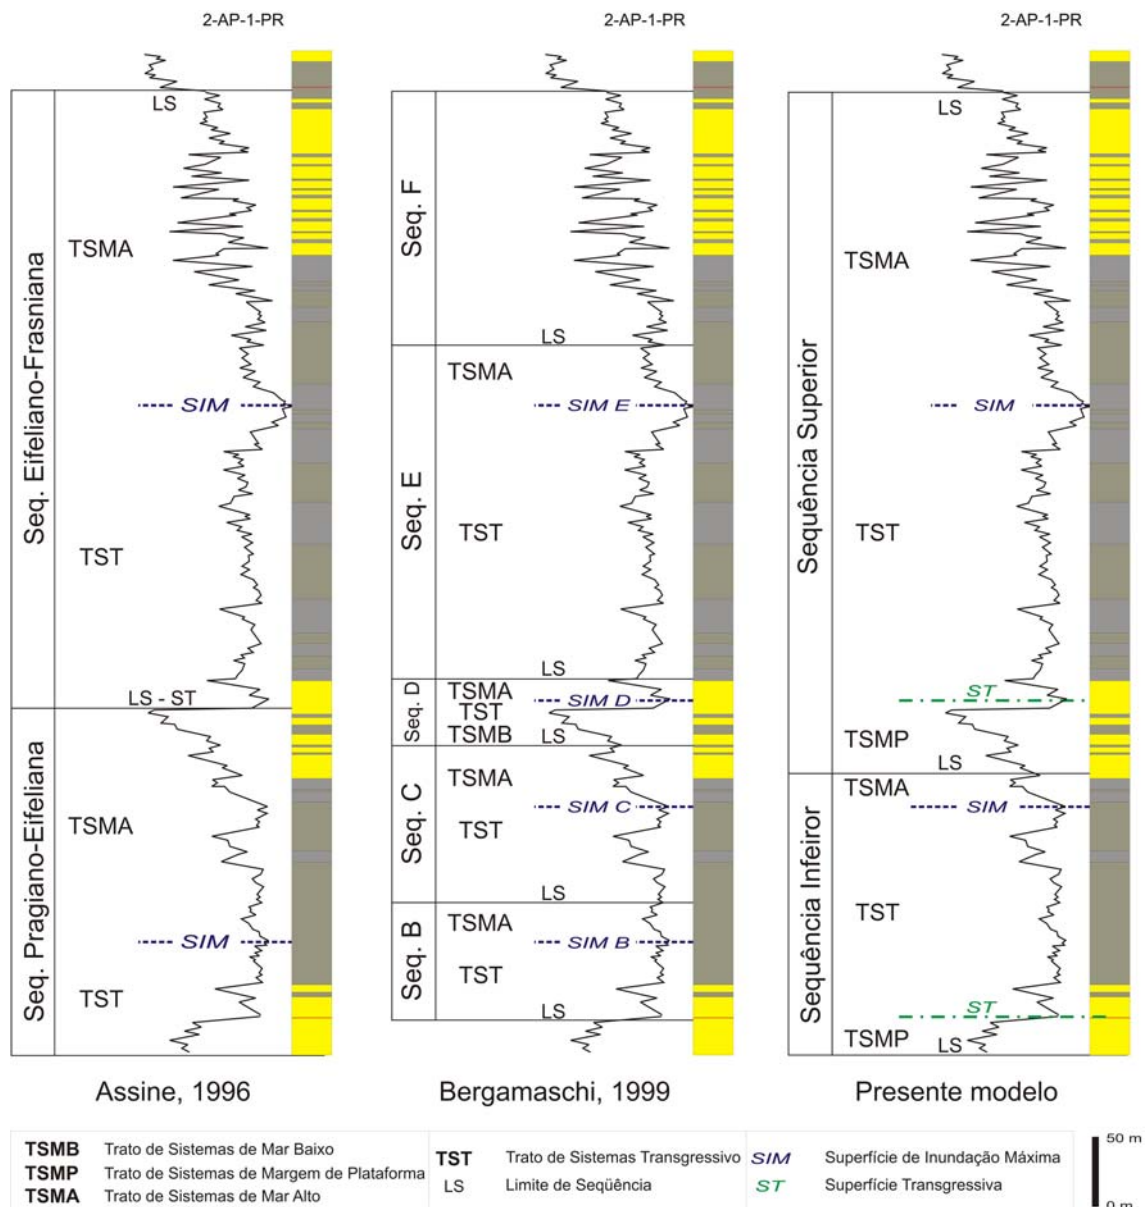 2-AP-1-PR
LS
TSMA
Seq. Eifeliano-Frasniana
SIM
TST
LS - ST
TSMA
Seq. Pragiano-Eifeliana
SIM
TST
Assine, 1996
2-AP-1-PR
Seq. F
LS
TSMA
SIM E
Seq. E
TST
LS
TSMA
Seq. D
SIM D
TST
TSMB
LS
TSMA
Seq. C
SIM C
TST
LS
TSMA
Seq. B
SIM B
TST
LS
Bergamaschi, 1999
2-AP-1-PR
LS
TSMA
Sequência Superior
SIM
TST
ST
TSMP
LS
TSMA
SIM
Sequência Infeiror
TST
ST
TSMP
LS
Presente modelo
TSMB Trato de Sistemas de Mar Baixo
TSMP Trato de Sistemas de Margem de Plataforma
TSMA Trato de Sistemas de Mar Alto
TST Trato de Sistemas Transgressivo
LS Limite de Seqüência
SIM Superfície de Inundação Máxima
ST Superfície Transgressiva
50 m
0 m